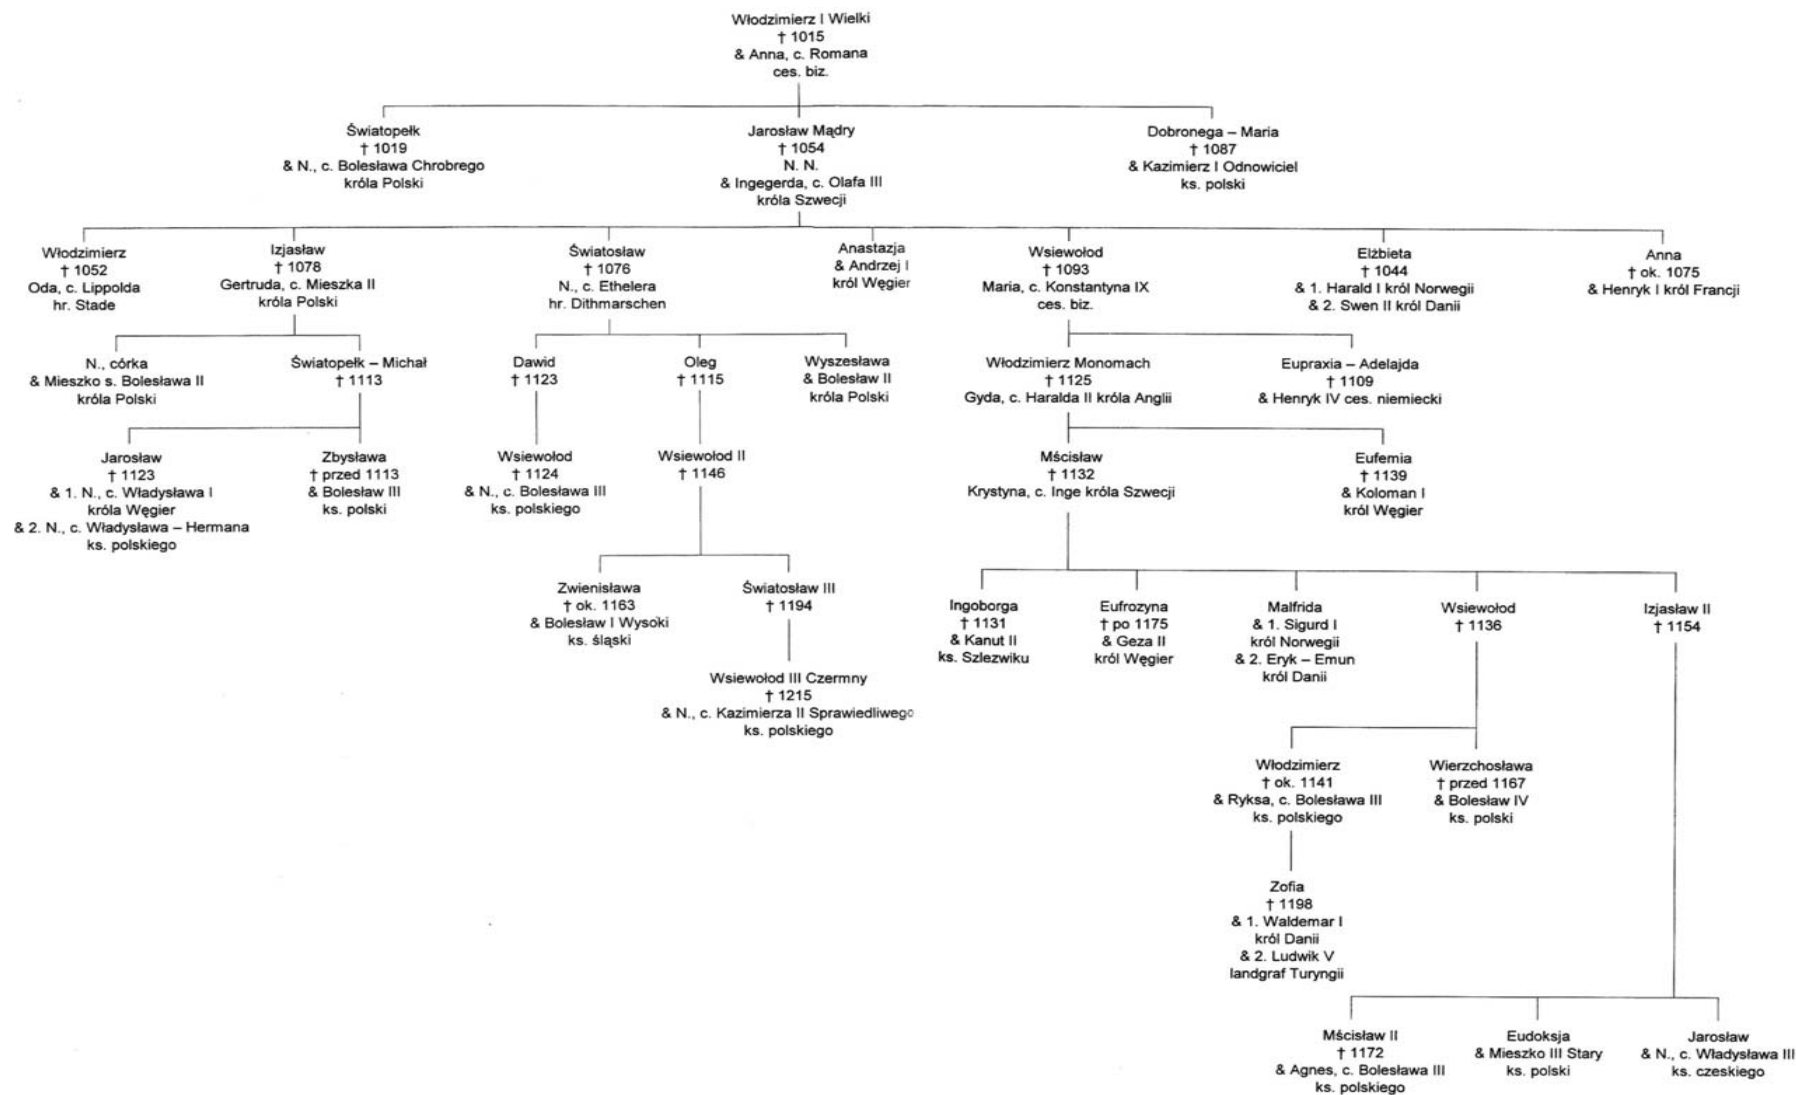 Włodzimierz I Wielki
† 1015
& Anna, c. Romana
ces. biz.
Światopełk
† 1019
& N., c. Bolesława Chrobrego
króla Polski
Jarosław Mądry
† 1054
N. N.
& Ingegerda, c. Olafa III
króla Szwecji
Dobronega – Maria
† 1087
& Kazimierz I Odnowiciel
ks. polski
Włodzimierz
† 1052
Oda, c. Lippolda
hr. Stade
Izjasław
† 1078
Gertruda, c. Mieszka II
króla Polski
Światosław
† 1076
N., c. Ethelera
hr. Dithmarschen
Anastazja
& Andrzej I
król Węgier
Wsiewołod
† 1093
Maria, c. Konstantyna IX
ces. biz.
Elżbieta
† 1044
& 1. Harald I król Norwegii
& 2. Swen II król Danii
Anna
† ok. 1075
& Henryk I król Francji
N., córka
& Mieszko s. Bolesława II
króla Polski
Światopełk – Michał
† 1113
Dawid
† 1123
Oleg
† 1115
Wyszesława
& Bolesław II
króla Polski
Włodzimierz Monomach
† 1125
Gyda, c. Haralda II króla Anglii
Eupraxia – Adelajda
† 1109
& Henryk IV ces. niemiecki
Jarosław
† 1123
& 1. N., c. Władysława I
króla Węgier
& 2. N., c. Władysława – Hermana
ks. polskiego
Zbysława
† przed 1113
& Bolesław III
ks. polski
Wsiewołod
† 1124
& N., c. Bolesława III
ks. polskiego
Wsiewołod II
† 1146
Mścisław
† 1132
Krystyna, c. Inge króla Szwecji
Eufemia
† 1139
& Koloman I
król Węgier
Zwienisława
† ok. 1163
& Bolesław I Wysoki
ks. śląski
Światosław III
† 1194
Ingoborga
† 1131
& Kanut II
ks. Szlezwiku
Eufrozyna
† po 1175
& Geza II
król Węgier
Malfrida
& 1. Sigurd I
król Norwegii
& 2. Eryk – Emun
król Danii
Wsiewołod
† 1136
Izjasław II
† 1154
Wsiewołod III Czermny
† 1215
& N., c. Kazimierza II Sprawiedliwego
ks. polskiego
Włodzimierz
† ok. 1141
& Ryksa, c. Bolesława III
ks. polskiego
Wierzchosława
† przed 1167
& Bolesław IV
ks. polski
Zofia
† 1198
& 1. Waldemar I
król Danii
& 2. Ludwik V
landgraf Turyngii
Mścisław II
† 1172
& Agnes, c. Bolesława III
ks. polskiego
Eudoksja
& Mieszko III Stary
ks. polski
Jarosław
& N., c. Władysława III
ks. czeskiego